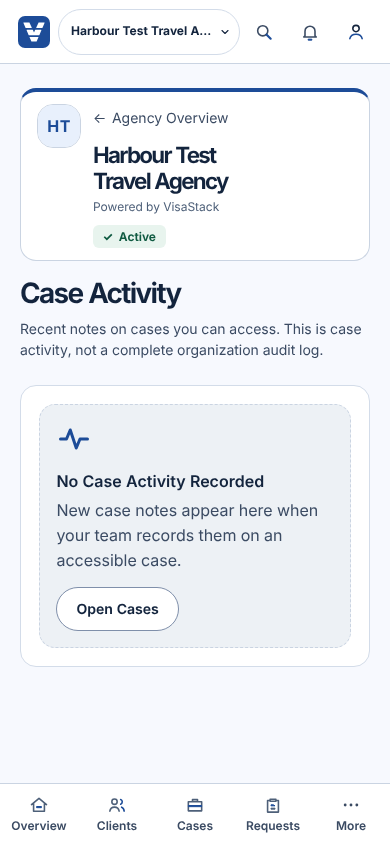 Harbour Test Travel A...
HT
← Agency Overview
Harbour Test
Travel Agency
Powered by VisaStack
✓ Active
Case Activity
Recent notes on cases you can access. This is case
activity, not a complete organization audit log.
No Case Activity Recorded
New case notes appear here when
your team records them on an
accessible case.
Open Cases
Overview
Clients
Cases
Requests
More